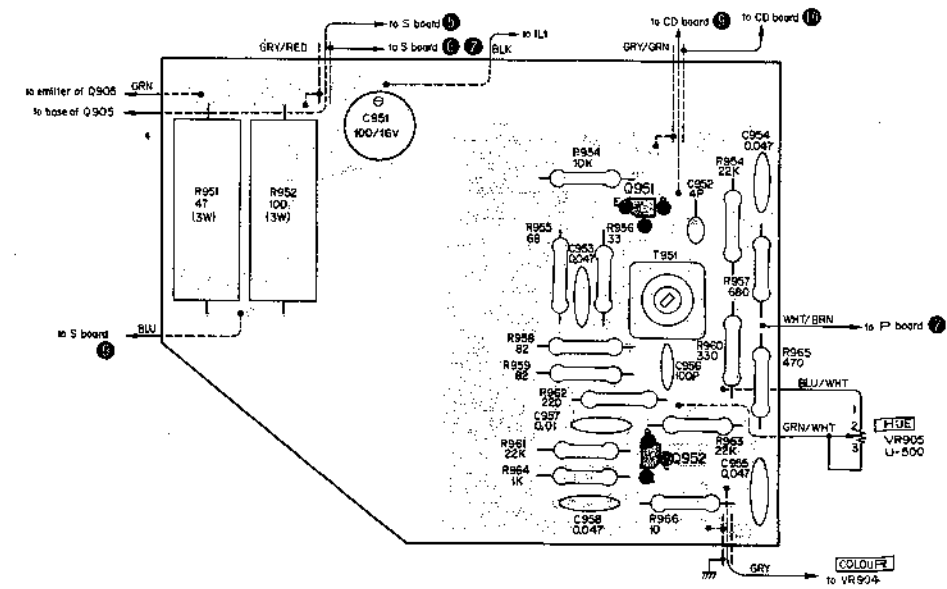 to S board 5
to CD board 9
to CD board 10
GRY/RED
to S board 6 7
to IL1
BLK
GRY/GRN
to emitter of Q905
GRN
to base of Q905
C951
100/16V
C954
0.047
R954
10K
R954
22K
Q951
C952
4P
R951
47
(3W)
R952
100
(3W)
R955
68
R956
33
C953
0.047
T951
R957
680
WHT/BRN
to P board
to S board
BLU
R958
82
R960
330
R965
470
R959
82
C956
100P
BLU/WHT
R962
220
C957
0.01
GRN/WHT
1
2
3
HUE
VR905
U-500
R961
22K
R963
22K
Q952
C955
0.047
R964
1K
C958
0.047
R966
10
GRY
COLOUR
to VR904